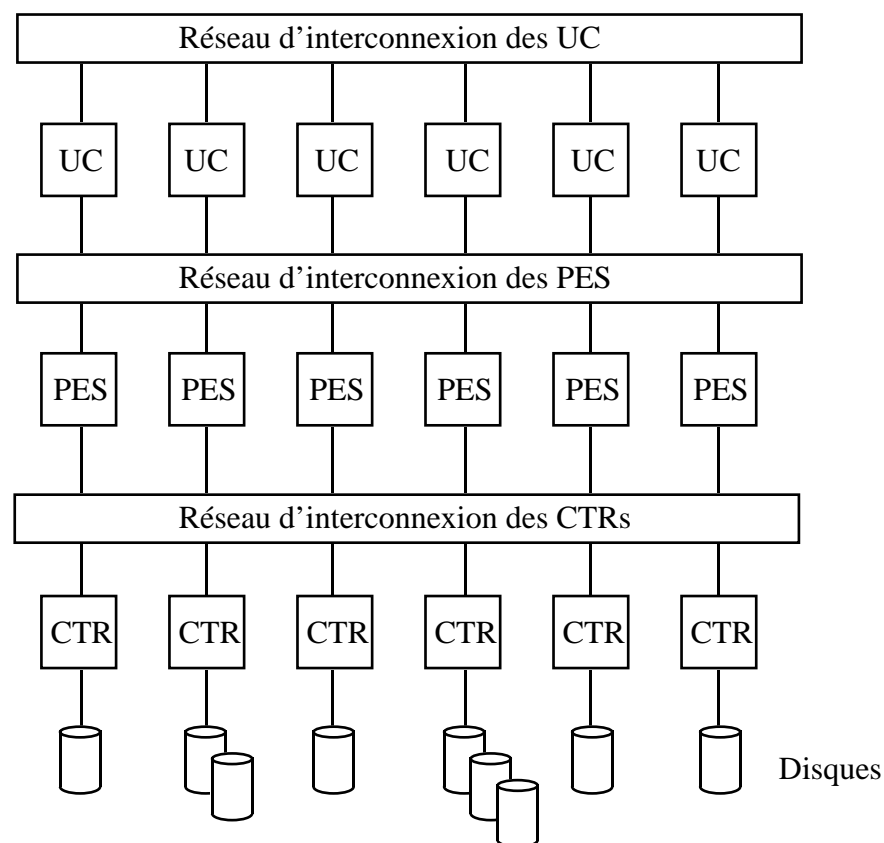 Réseau d’interconnexion des UC
UC UC UC UC UC UC
Réseau d’interconnexion des PES
PES PES PES PES PES PES
Réseau d’interconnexion des CTRs
CTR CTR CTR CTR CTR CTR
Disques